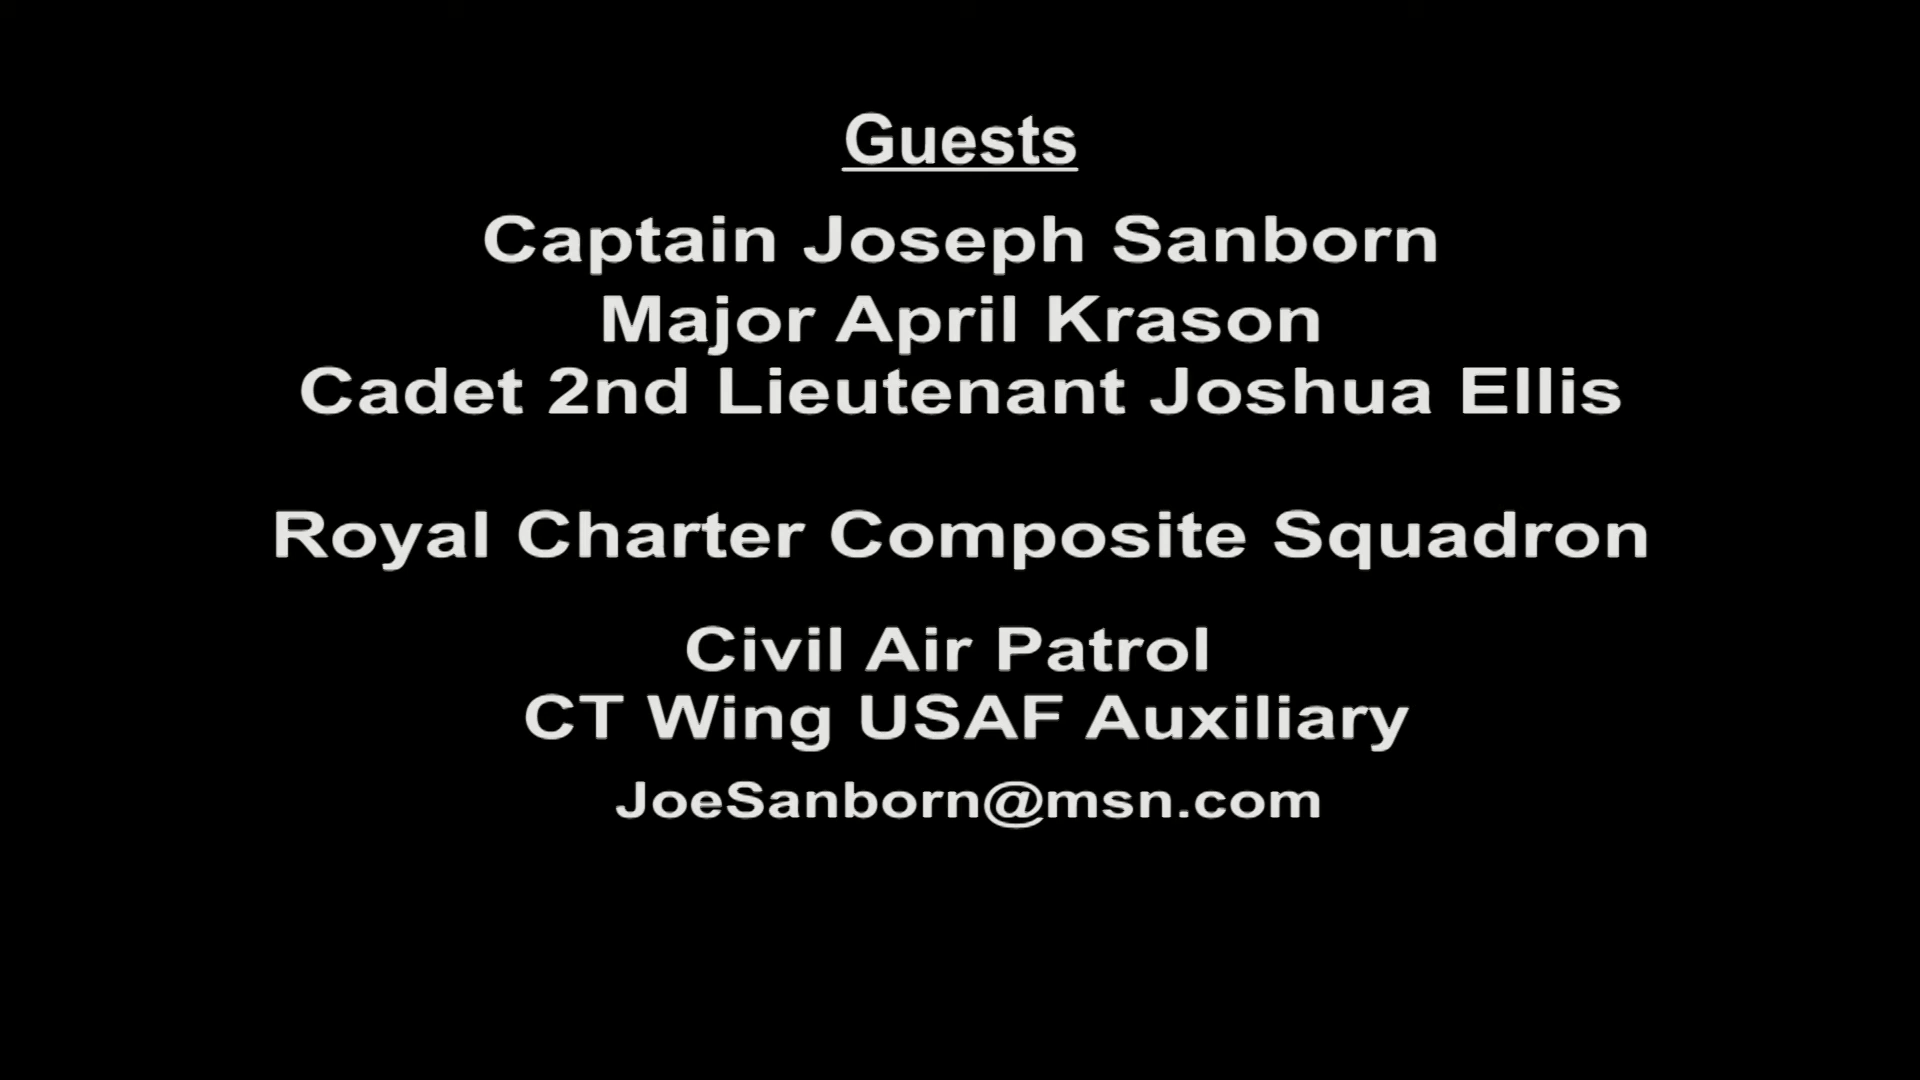 Guests
Captain Joseph Sanborn
Major April Krason
Cadet 2nd Lieutenant Joshua Ellis
Royal Charter Composite Squadron
Civil Air Patrol
CT Wing USAF Auxiliary
JoeSanborn@msn.com